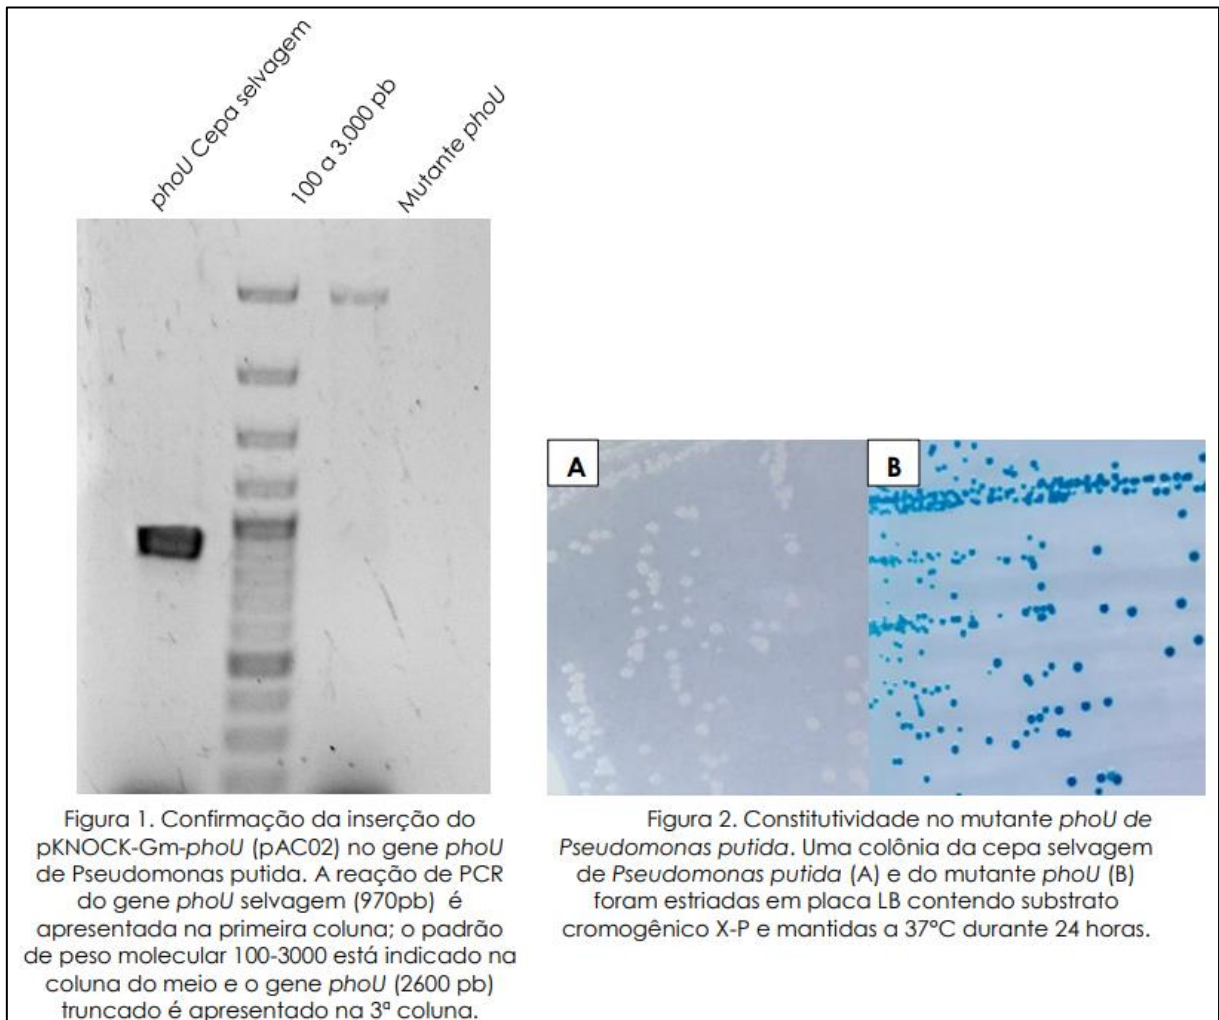 phoU Cepa selvagem
100 a 3.000 pb
Mutante phoU
A
B
Figura 1. Confirmação da inserção do
pKNOCK-Gm-phoU (pAC02) no gene phoU
de Pseudomonas putida. A reação de PCR
do gene phoU selvagem (970pb) é
apresentada na primeira coluna; o padrão
de peso molecular 100-3000 está indicado na
coluna do meio e o gene phoU (2600 pb)
truncado é apresentado na 3ª coluna.
Figura 2. Constitutividade no mutante phoU de
Pseudomonas putida. Uma colônia da cepa selvagem
de Pseudomonas putida (A) e do mutante phoU (B)
foram estriadas em placa LB contendo substrato
cromogênico X-P e mantidas a 37°C durante 24 horas.